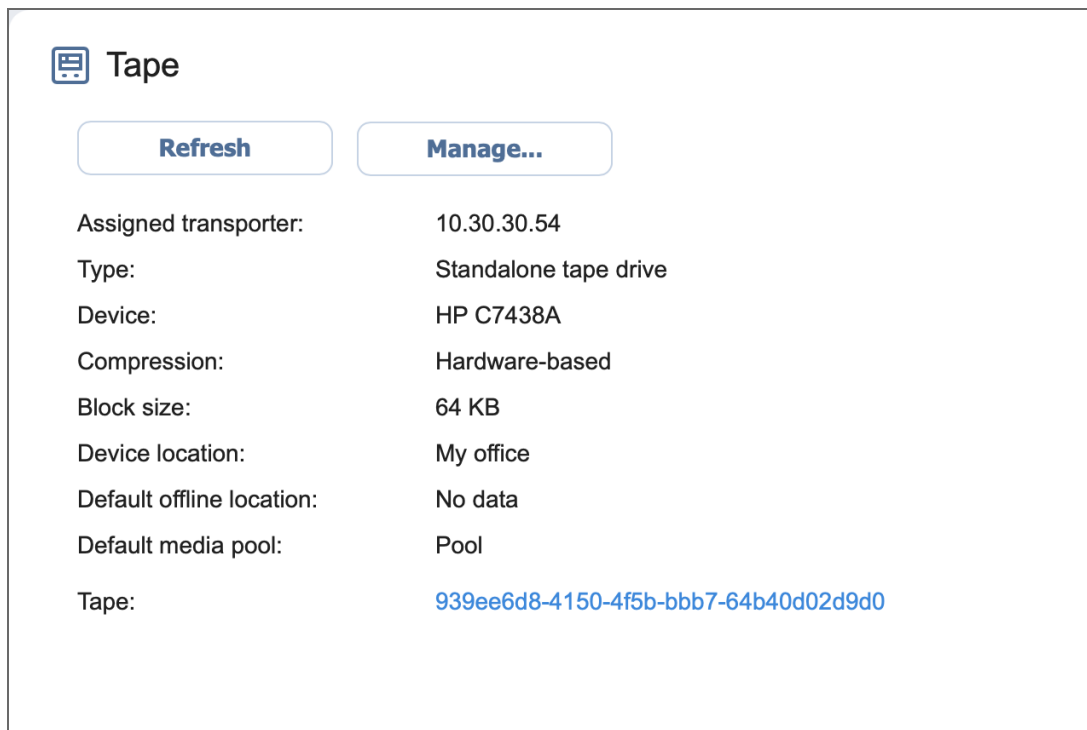 Tape
Refresh Manage...
Assigned transporter: 10.30.30.54
Type: Standalone tape drive
Device: HP C7438A
Compression: Hardware-based
Block size: 64 KB
Device location: My office
Default offline location: No data
Default media pool: Pool
Tape: 939ee6d8-4150-4f5b-bbb7-64b40d02d9d0